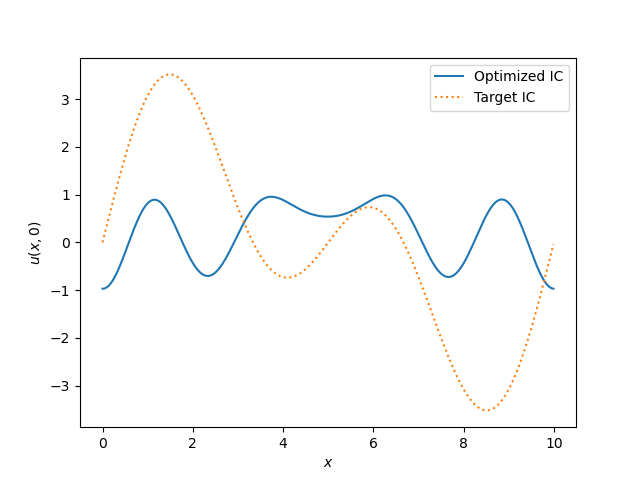 Optimized IC
Target IC
3
2
1
0
−1
−2
−3
u(x, 0)
0 2 4 6 8 10
x